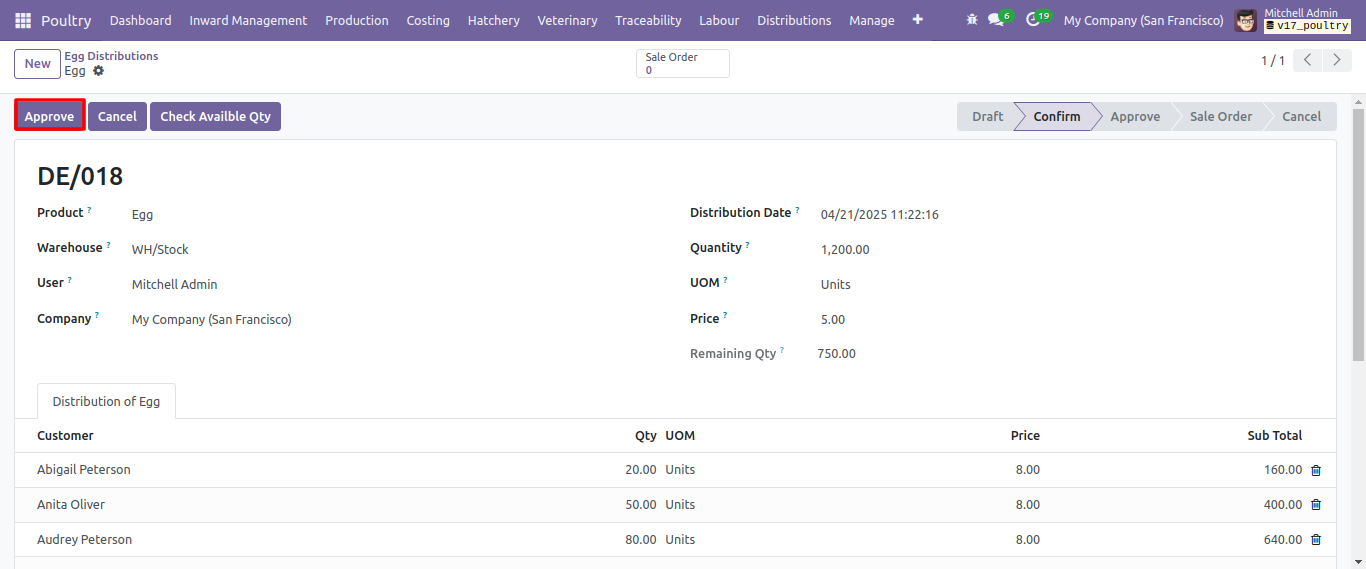 Poultry Dashboard Inward Management Production Costing Hatchery Veterinary Traceability Labour Distributions Manage + 6 19 My Company (San Francisco) Mitchell Admin
v17_poultry
New Egg Distributions
Egg
Sale Order
0
1 / 1
Approve Cancel Check Availble Qty Draft Confirm Approve Sale Order Cancel
DE/018
Product ? Egg Distribution Date ? 04/21/2025 11:22:16
Warehouse ? WH/Stock Quantity ? 1,200.00
User ? Mitchell Admin UOM ? Units
Company ? My Company (San Francisco) Price ? 5.00
Remaining Qty ? 750.00
Distribution of Egg
Customer Qty UOM Price Sub Total
Abigail Peterson 20.00 Units 8.00 160.00
Anita Oliver 50.00 Units 8.00 400.00
Audrey Peterson 80.00 Units 8.00 640.00